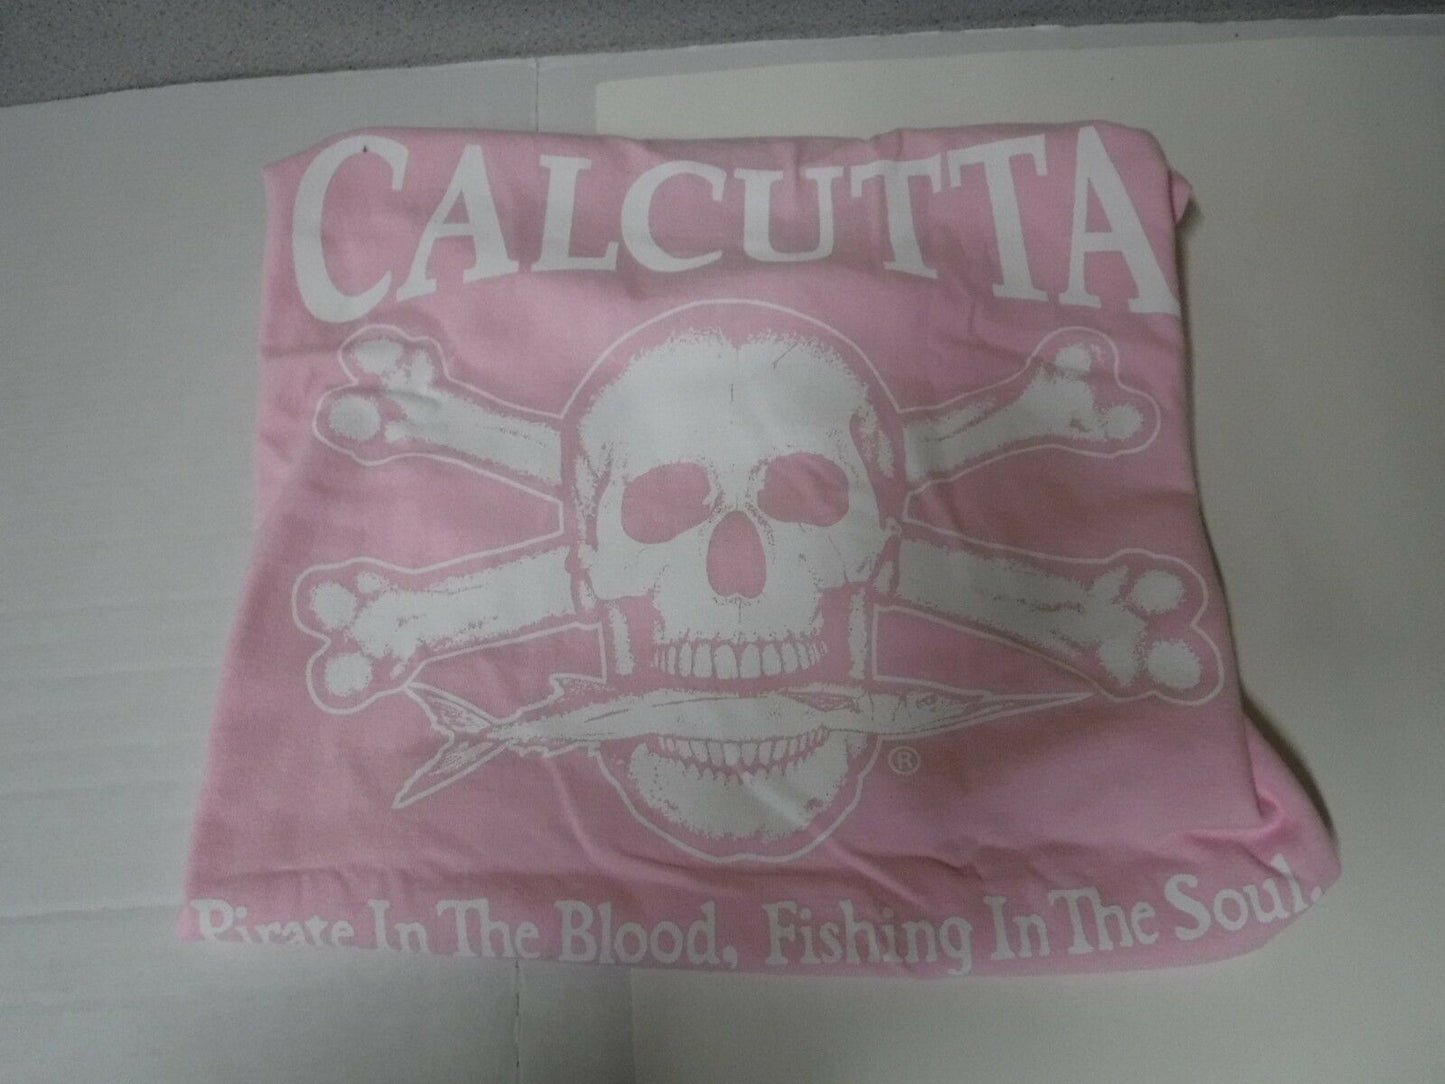 CALCUTTA
®
Pirate In The Blood, Fishing In The Soul.